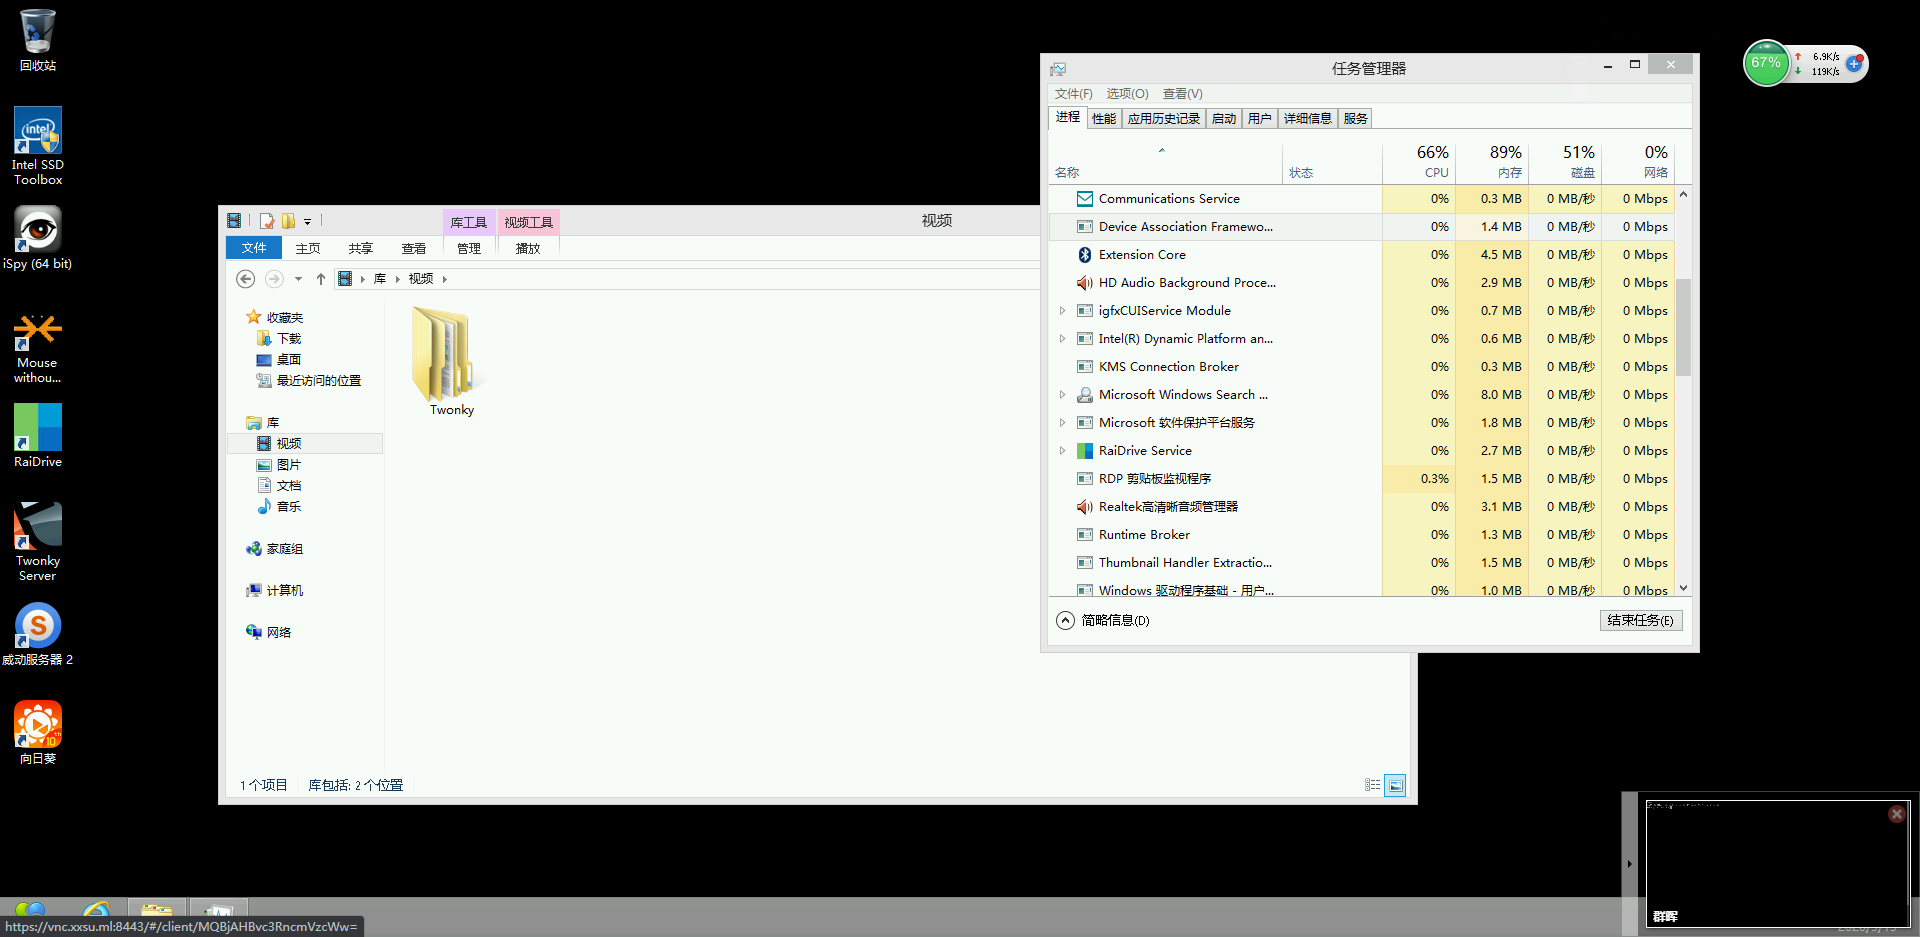 回收站
Intel SSD
Toolbox
iSpy (64 bit)
Mouse
withou...
RaiDrive
Twonky
Server
威动服务器 2
向日葵
库工具
视频工具
视频
文件
主页
共享
查看
管理
播放
库
视频
收藏夹
下载
桌面
最近访问的位置
库
视频
图片
文档
音乐
家庭组
计算机
网络
Twonky
1 个项目
库包括: 2 个位置
任务管理器
文件(F)
选项(O)
查看(V)
进程
性能
应用历史记录
启动
用户
详细信息
服务
66%
89%
51%
0%
名称
状态
CPU
内存
磁盘
网络
Communications Service 0% 0.3 MB 0 MB/秒 0 Mbps
Device Association Framewo... 0% 1.4 MB 0 MB/秒 0 Mbps
Extension Core 0% 4.5 MB 0 MB/秒 0 Mbps
HD Audio Background Proce... 0% 2.9 MB 0 MB/秒 0 Mbps
igfxCUIService Module 0% 0.7 MB 0 MB/秒 0 Mbps
Intel(R) Dynamic Platform an... 0% 0.6 MB 0 MB/秒 0 Mbps
KMS Connection Broker 0% 0.3 MB 0 MB/秒 0 Mbps
Microsoft Windows Search ... 0% 8.0 MB 0 MB/秒 0 Mbps
Microsoft 软件保护平台服务 0% 1.8 MB 0 MB/秒 0 Mbps
RaiDrive Service 0% 2.7 MB 0 MB/秒 0 Mbps
RDP 剪贴板监视程序 0.3% 1.5 MB 0 MB/秒 0 Mbps
Realtek高清晰音频管理器 0% 3.1 MB 0 MB/秒 0 Mbps
Runtime Broker 0% 1.3 MB 0 MB/秒 0 Mbps
Thumbnail Handler Extractio... 0% 1.5 MB 0 MB/秒 0 Mbps
Windows 驱动程序基础 - 用户... 0% 1.0 MB 0 MB/秒 0 Mbps
简略信息(D)
结束任务(E)
67%
6.9K/s
119K/s
群晖
https://vnc.xxsu.ml:8443/#/client/MQBjAHBvc3RncmVzcWw=